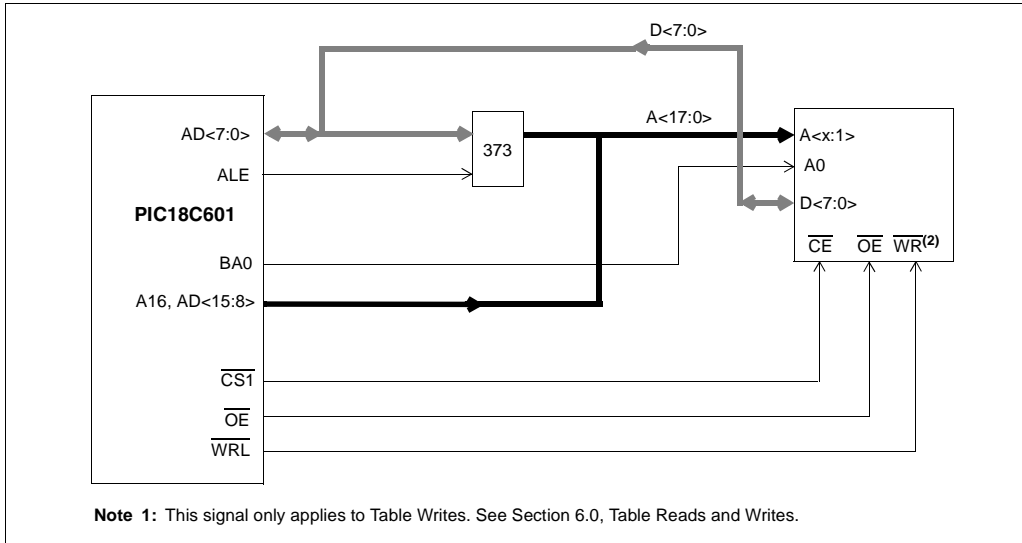 D<7:0>
AD<7:0>
373
A<17:0>
A<x:1>
ALE
A0
PIC18C601
D<7:0>
BA0
CE OE WR(2)
A16, AD<15:8>
CS1
OE
WRL
Note 1: This signal only applies to Table Writes. See Section 6.0, Table Reads and Writes.